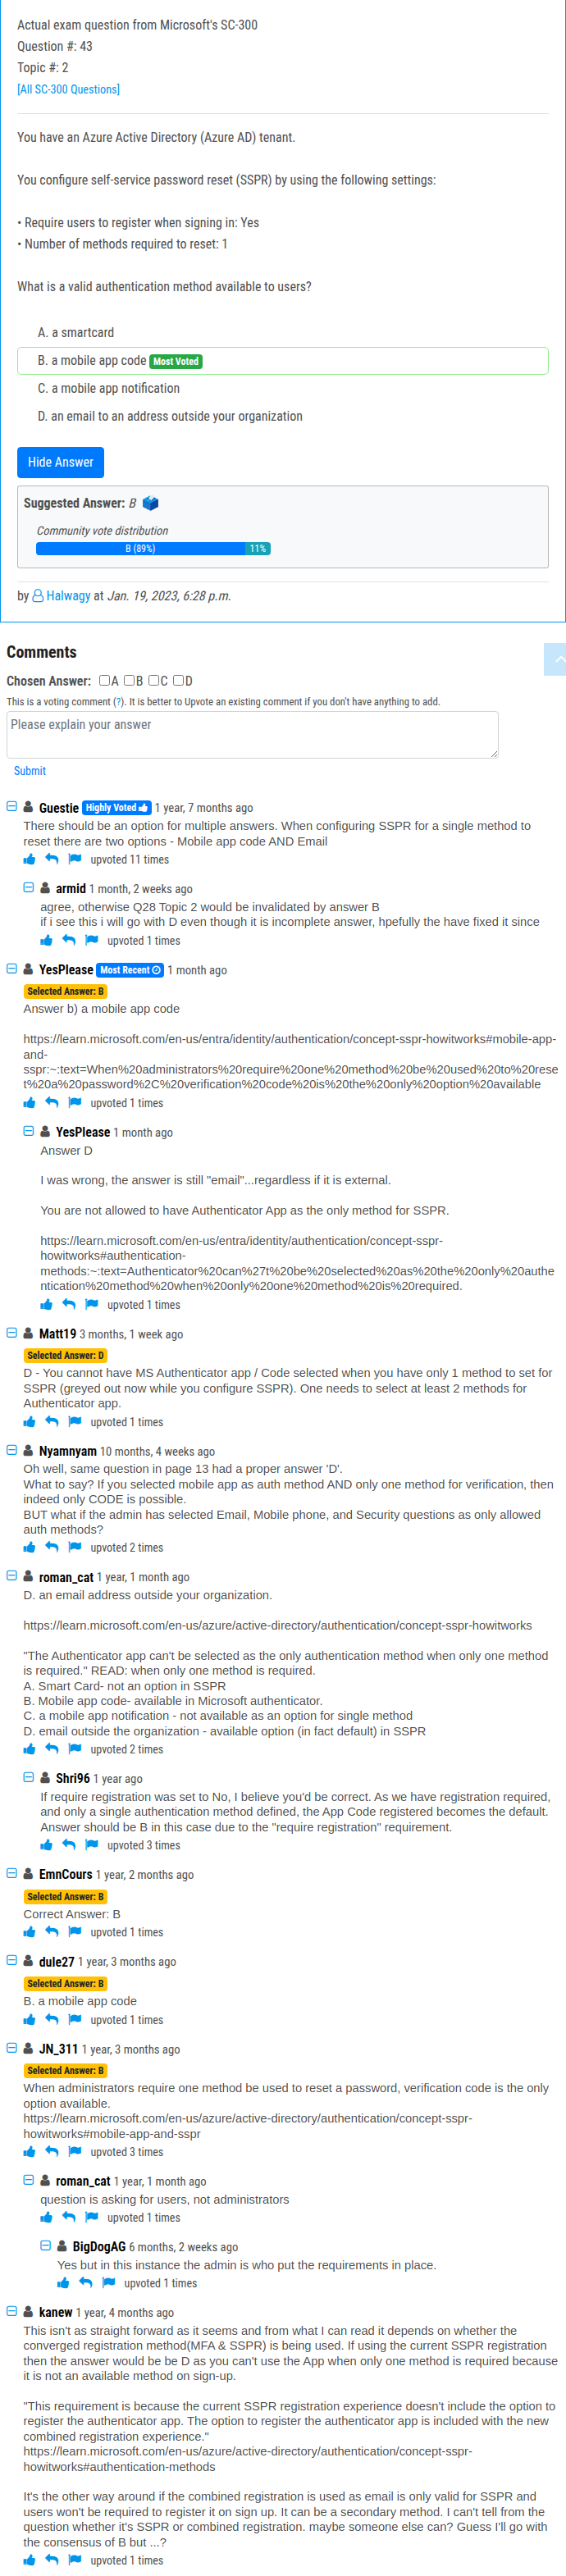 Actual exam question from Microsoft's SC-300
Question #: 43
Topic #: 2
[All SC-300 Questions]
You have an Azure Active Directory (Azure AD) tenant.
You configure self-service password reset (SSPR) by using the following settings:
• Require users to register when signing in: Yes
• Number of methods required to reset: 1
What is a valid authentication method available to users?
A. a smartcard
B. a mobile app code Most Voted
C. a mobile app notification
D. an email to an address outside your organization
Hide Answer
Suggested Answer: B
Community vote distribution
B (89%) 11%
by Halwagy at Jan. 19, 2023, 6:28 p.m.
Comments
Chosen Answer: A B C D
This is a voting comment (?). It is better to Upvote an existing comment if you don't have anything to add.
Please explain your answer
Submit
Guestie Highly Voted 1 year, 7 months ago
There should be an option for multiple answers. When configuring SSPR for a single method to
reset there are two options - Mobile app code AND Email
upvoted 11 times
armid 1 month, 2 weeks ago
agree, otherwise Q28 Topic 2 would be invalidated by answer B
if i see this i will go with D even though it is incomplete answer, hpefully the have fixed it since
upvoted 1 times
YesPlease Most Recent 1 month ago
Selected Answer: B
Answer b) a mobile app code
https://learn.microsoft.com/en-us/entra/identity/authentication/concept-sspr-howitworks#mobile-app-
and-
sspr:~:text=When%20administrators%20require%20one%20method%20be%20used%20to%20rese
t%20a%20password%2C%20verification%20code%20is%20the%20only%20option%20available
upvoted 1 times
YesPlease 1 month ago
Answer D
I was wrong, the answer is still "email"...regardless if it is external.
You are not allowed to have Authenticator App as the only method for SSPR.
https://learn.microsoft.com/en-us/entra/identity/authentication/concept-sspr-
howitworks#authentication-
methods:~:text=Authenticator%20can%27t%20be%20selected%20as%20the%20only%20authe
ntication%20method%20when%20only%20one%20method%20is%20required.
upvoted 1 times
Matt19 3 months, 1 week ago
Selected Answer: D
D - You cannot have MS Authenticator app / Code selected when you have only 1 method to set for
SSPR (greyed out now while you configure SSPR). One needs to select at least 2 methods for
Authenticator app.
upvoted 1 times
Nyamnyam 10 months, 4 weeks ago
Oh well, same question in page 13 had a proper answer 'D'.
What to say? If you selected mobile app as auth method AND only one method for verification, then
indeed only CODE is possible.
BUT what if the admin has selected Email, Mobile phone, and Security questions as only allowed
auth methods?
upvoted 2 times
roman_cat 1 year, 1 month ago
D. an email address outside your organization.
https://learn.microsoft.com/en-us/azure/active-directory/authentication/concept-sspr-howitworks
"The Authenticator app can't be selected as the only authentication method when only one method
is required." READ: when only one method is required.
A. Smart Card- not an option in SSPR
B. Mobile app code- available in Microsoft authenticator.
C. a mobile app notification - not available as an option for single method
D. email outside the organization - available option (in fact default) in SSPR
upvoted 2 times
Shri96 1 year ago
If require registration was set to No, I believe you'd be correct. As we have registration required,
and only a single authentication method defined, the App Code registered becomes the default.
Answer should be B in this case due to the "require registration" requirement.
upvoted 3 times
EmnCours 1 year, 2 months ago
Selected Answer: B
Correct Answer: B
upvoted 1 times
dule27 1 year, 3 months ago
Selected Answer: B
B. a mobile app code
upvoted 1 times
JN_311 1 year, 3 months ago
Selected Answer: B
When administrators require one method be used to reset a password, verification code is the only
option available.
https://learn.microsoft.com/en-us/azure/active-directory/authentication/concept-sspr-
howitworks#mobile-app-and-sspr
upvoted 3 times
roman_cat 1 year, 1 month ago
question is asking for users, not administrators
upvoted 1 times
BigDogAG 6 months, 2 weeks ago
Yes but in this instance the admin is who put the requirements in place.
upvoted 1 times
kanew 1 year, 4 months ago
This isn't as straight forward as it seems and from what I can read it depends on whether the
converged registration method(MFA & SSPR) is being used. If using the current SSPR registration
then the answer would be be D as you can't use the App when only one method is required because
it is not an available method on sign-up.
"This requirement is because the current SSPR registration experience doesn't include the option to
register the authenticator app. The option to register the authenticator app is included with the new
combined registration experience."
https://learn.microsoft.com/en-us/azure/active-directory/authentication/concept-sspr-
howitworks#authentication-methods
It's the other way around if the combined registration is used as email is only valid for SSPR and
users won't be required to register it on sign up. It can be a secondary method. I can't tell from the
question whether it's SSPR or combined registration. maybe someone else can? Guess I'll go with
the consensus of B but ...?
upvoted 1 times